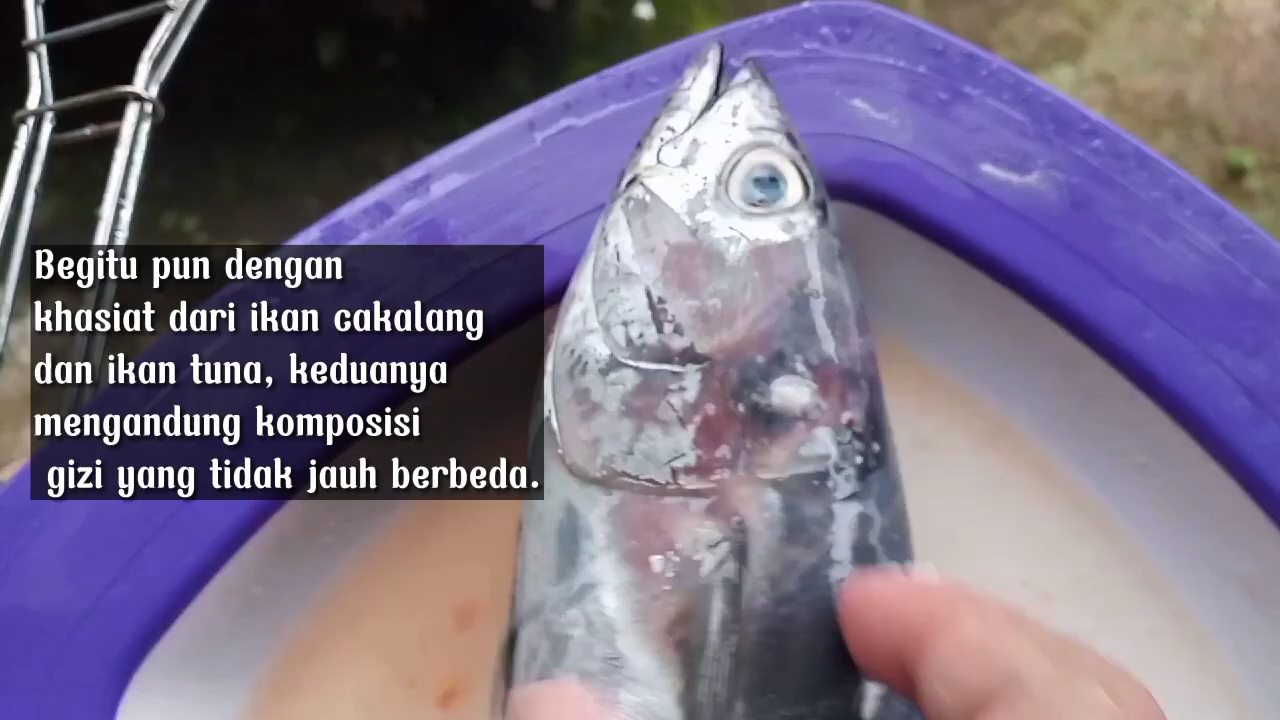 Begitu pun dengan
khasiat dari ikan cakalang
dan ikan tuna, keduanya
mengandung komposisi
gizi yang tidak jauh berbeda.